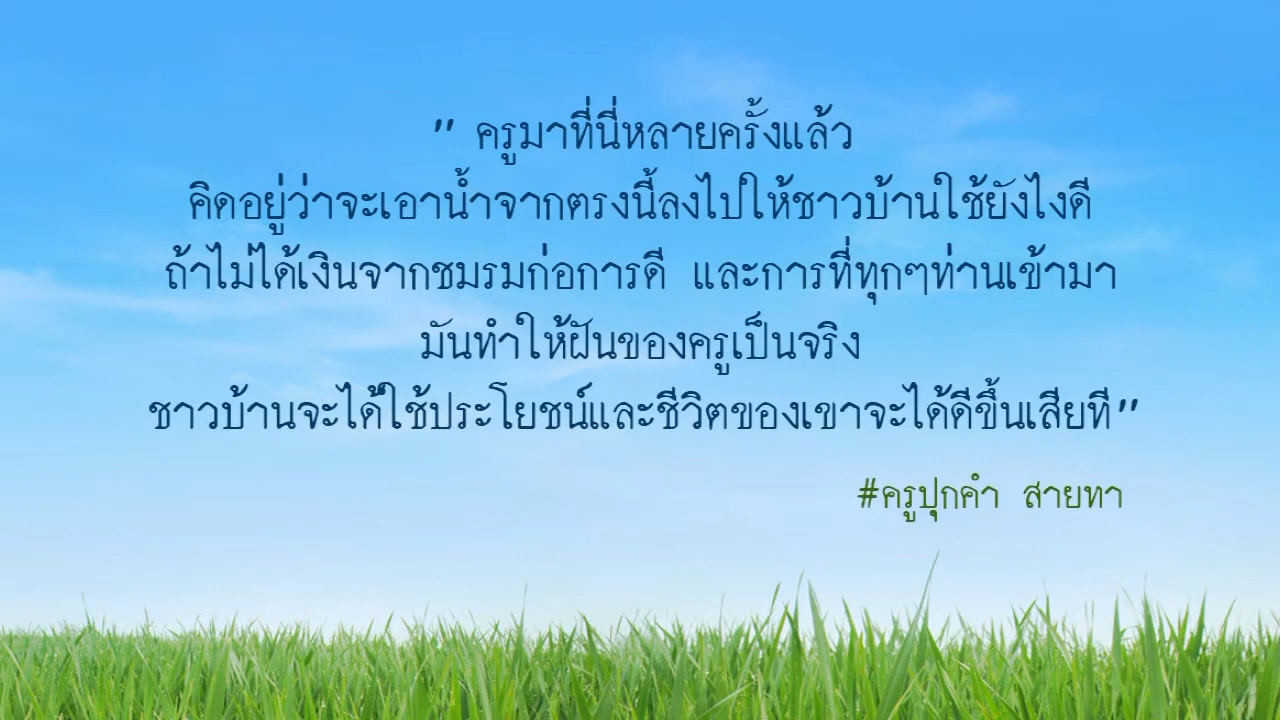 " ครูมาที่นี่หลายครั้งแล้ว
คิดอยู่ว่าจะเอาน้ำจากตรงนี้ลงไปให้ชาวบ้านใช้ยังไงดี
ถ้าไม่ได้เงินจากชมรมก่อการดี และการที่ทุกๆท่านเข้ามา
มันทำให้ฝันของครูเป็นจริง
ชาวบ้านจะได้ใช้ประโยชน์และชีวิตของเขาจะได้ดีขึ้นเสียที"
#ครูปุกคำ สายทา